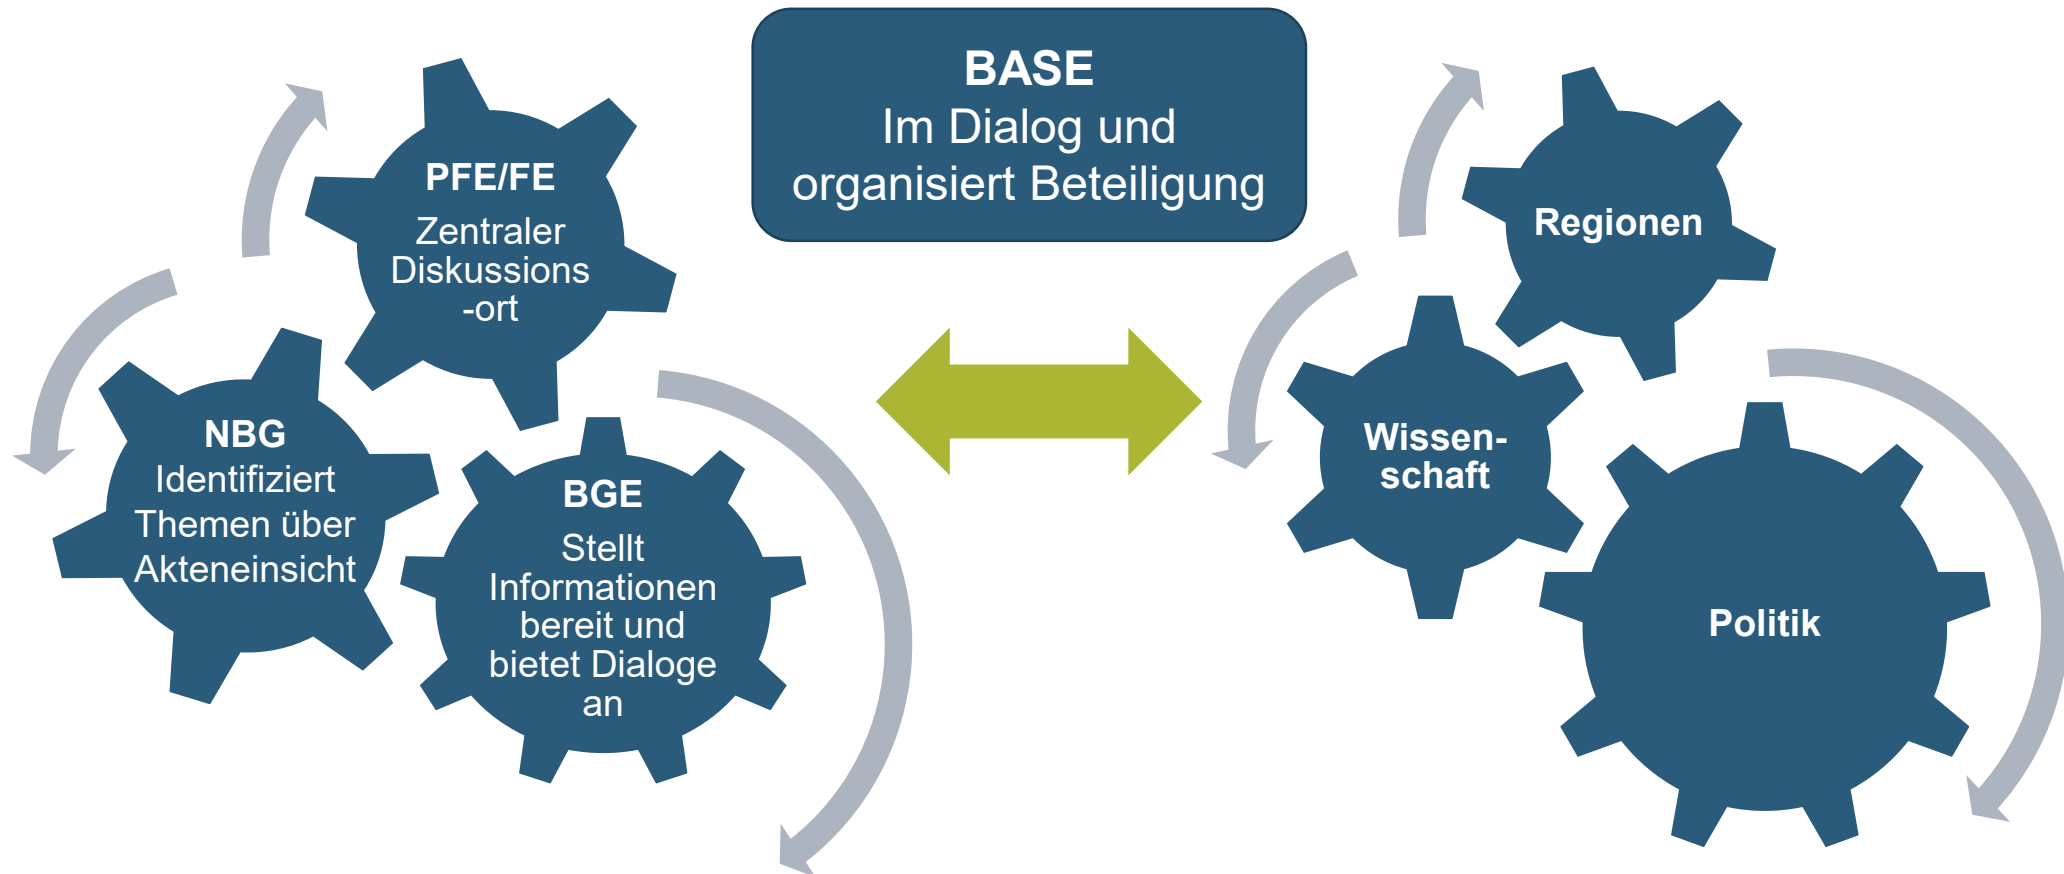 BASE
Im Dialog und
organisiert Beteiligung
PFE/FE
Zentraler
Diskussions
-ort
NBG
Identifiziert
Themen über
Akteneinsicht
BGE
Stellt
Informationen
bereit und
bietet Dialoge
an
Regionen
Wissen-
schaft
Politik